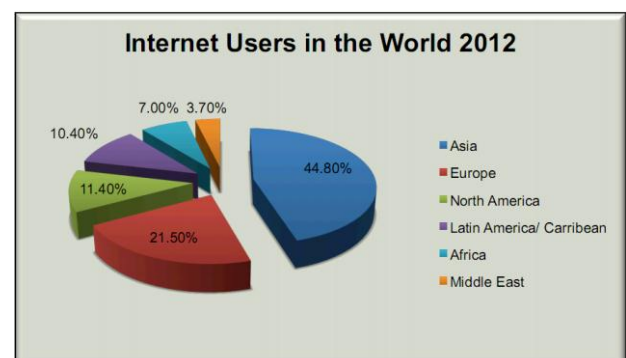 Internet Users in the World 2012
7.00% 3.70%
10.40%
44.80%
11.40%
21.50%
Asia
Europe
North America
Latin America/ Carribean
Africa
Middle East